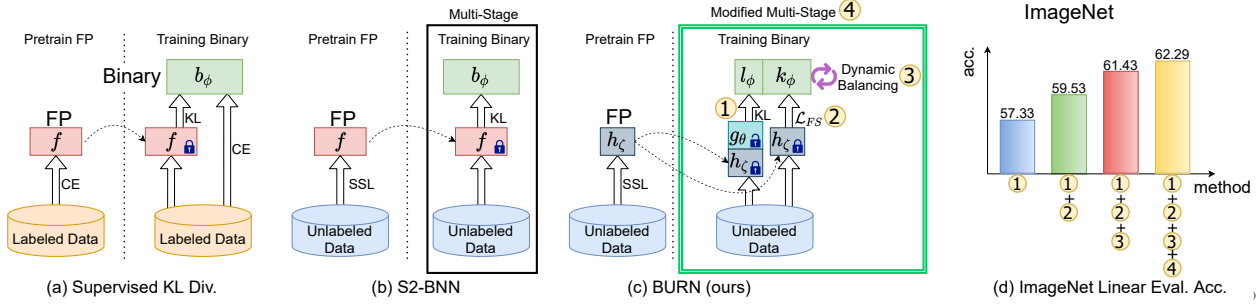 Pretrain FP
Training Binary
Binary
b_ϕ
FP
f
KL
f
CE
CE
Labeled Data
Labeled Data
(a) Supervised KL Div.
Multi-Stage
Pretrain FP
Training Binary
b_ϕ
FP
f
KL
f
SSL
Unlabeled
Data
Unlabeled
Data
(b) S2-BNN
Modified Multi-Stage 4
Pretrain FP
Training Binary
l_ϕ k_ϕ
Dynamic
Balancing
3
1
KL
L_FS 2
FP
h_ζ
g_θ
h_ζ
h_ζ
SSL
Unlabeled
Data
Unlabeled
Data
(c) BURN (ours)
ImageNet
acc.
57.33
59.53
61.43
62.29
method
1
1
+
2
1
+
2
+
3
1
+
2
+
3
+
4
(d) ImageNet Linear Eval. Acc.